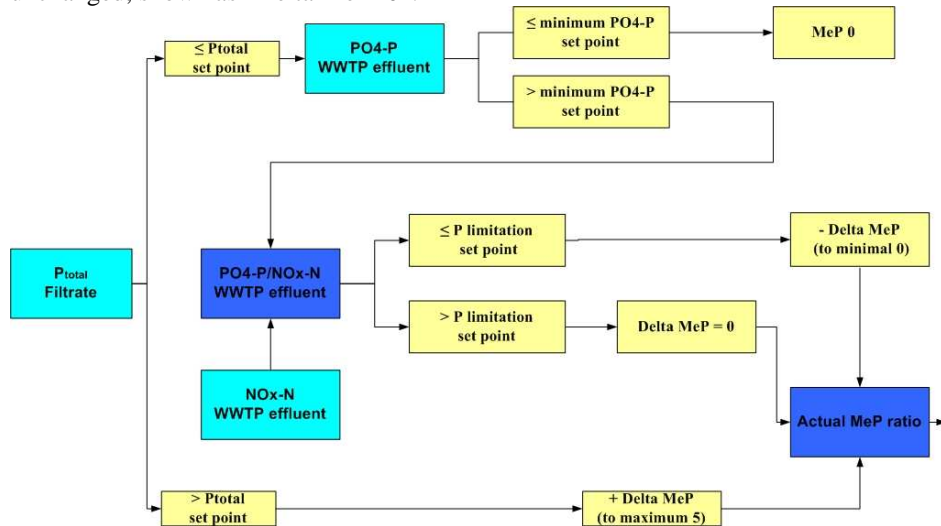 ≤ Ptotal
set point
PO4-P
WWTP effluent
≤ minimum PO4-P
set point
MeP 0
> minimum PO4-P
set point
Ptotal
Filtrate
PO4-P/NOx-N
WWTP effluent
≤ P limitation
set point
- Delta MeP
(to minimal 0)
> P limitation
set point
Delta MeP = 0
NOx-N
WWTP effluent
Actual MeP ratio
> Ptotal
set point
+ Delta MeP
(to maximum 5)